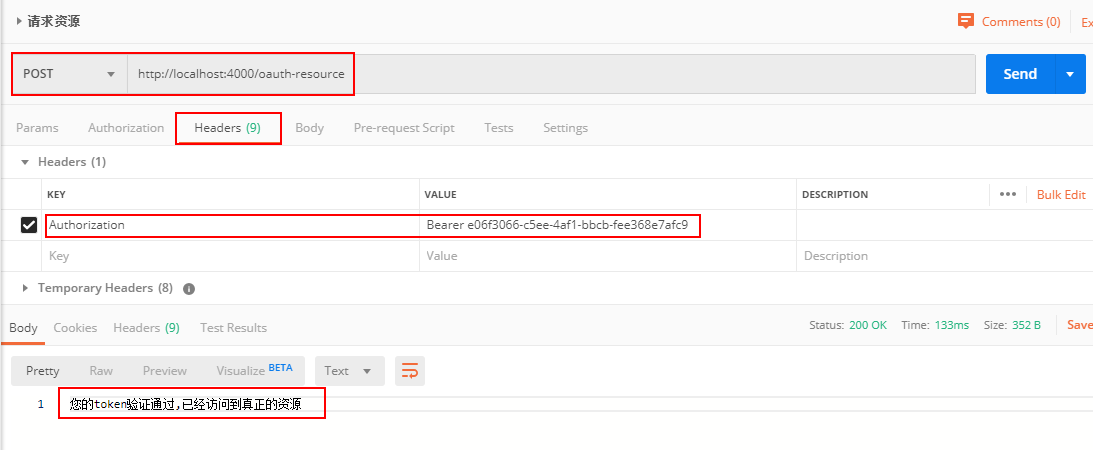 请求资源
Comments (0)
Ex
POST
http://localhost:4000/oauth-resource
Send
Params
Authorization
Headers (9)
Body
Pre-request Script
Tests
Settings
Headers (1)
KEY
VALUE
DESCRIPTION
Bulk Edit
Authorization
Bearer e06f3066-c5ee-4af1-bbcb-fee368e7afc9
Key
Value
Description
Temporary Headers (8)
Body
Cookies
Headers (9)
Test Results
Status: 200 OK
Time: 133ms
Size: 352 B
Save
Pretty
Raw
Preview
Visualize BETA
Text
1
您的token验证通过,已经访问到真正的资源